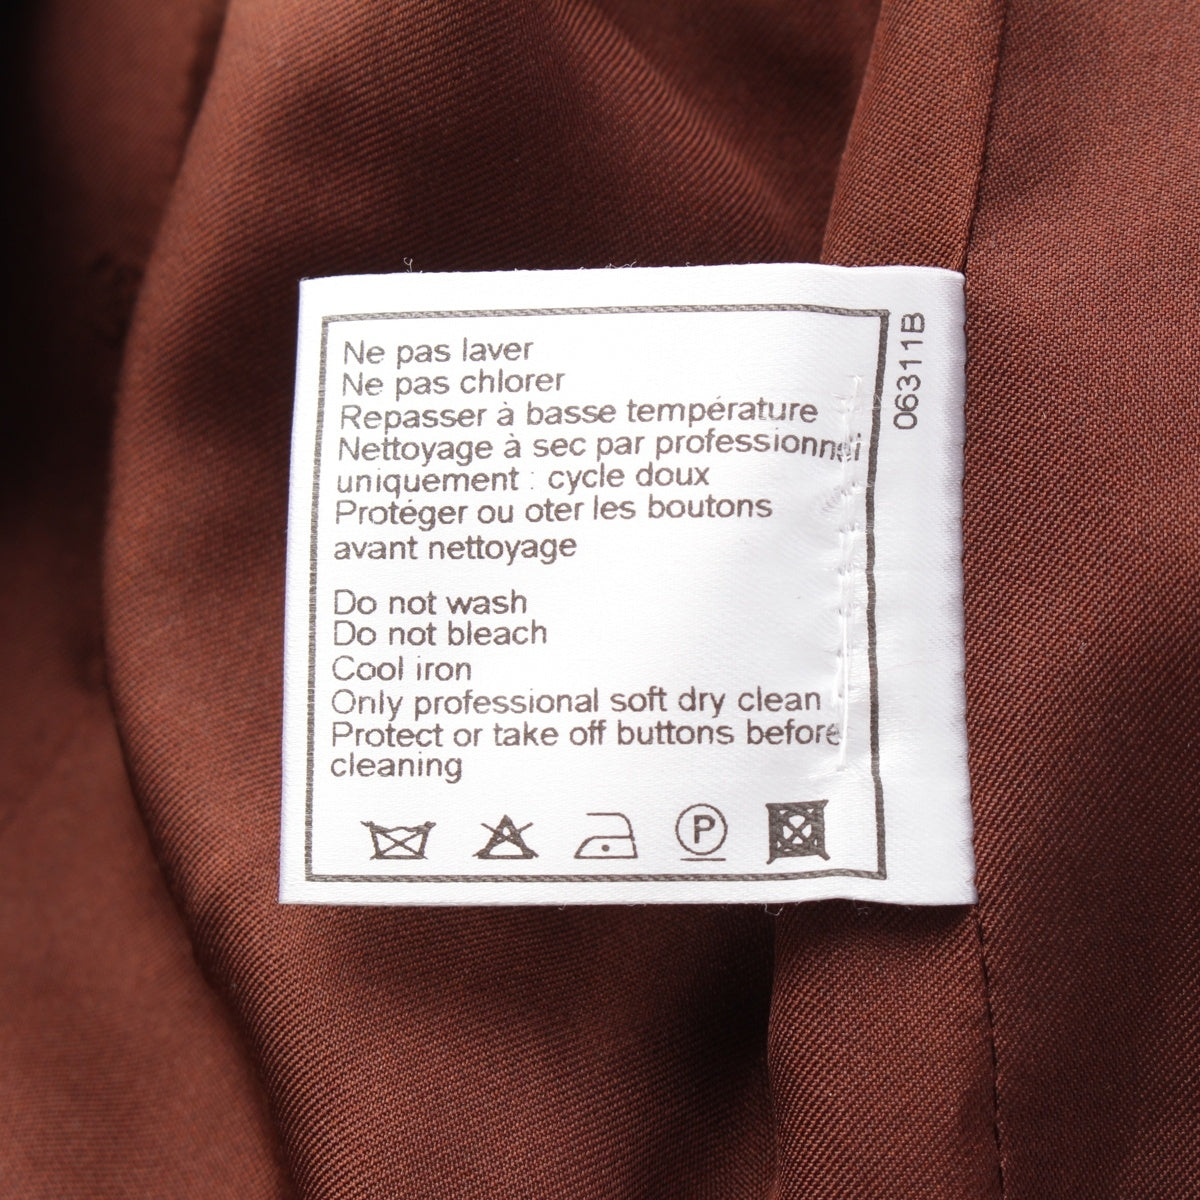 Ne pas laver
Ne pas chlorer
Repasser à basse température
Nettoyage à sec par professionnel
uniquement : cycle doux
Protéger ou oter les boutons
avant nettoyage
Do not wash
Do not bleach
Cool iron
Only professional soft dry clean
Protect or take off buttons before
cleaning
P
06311B